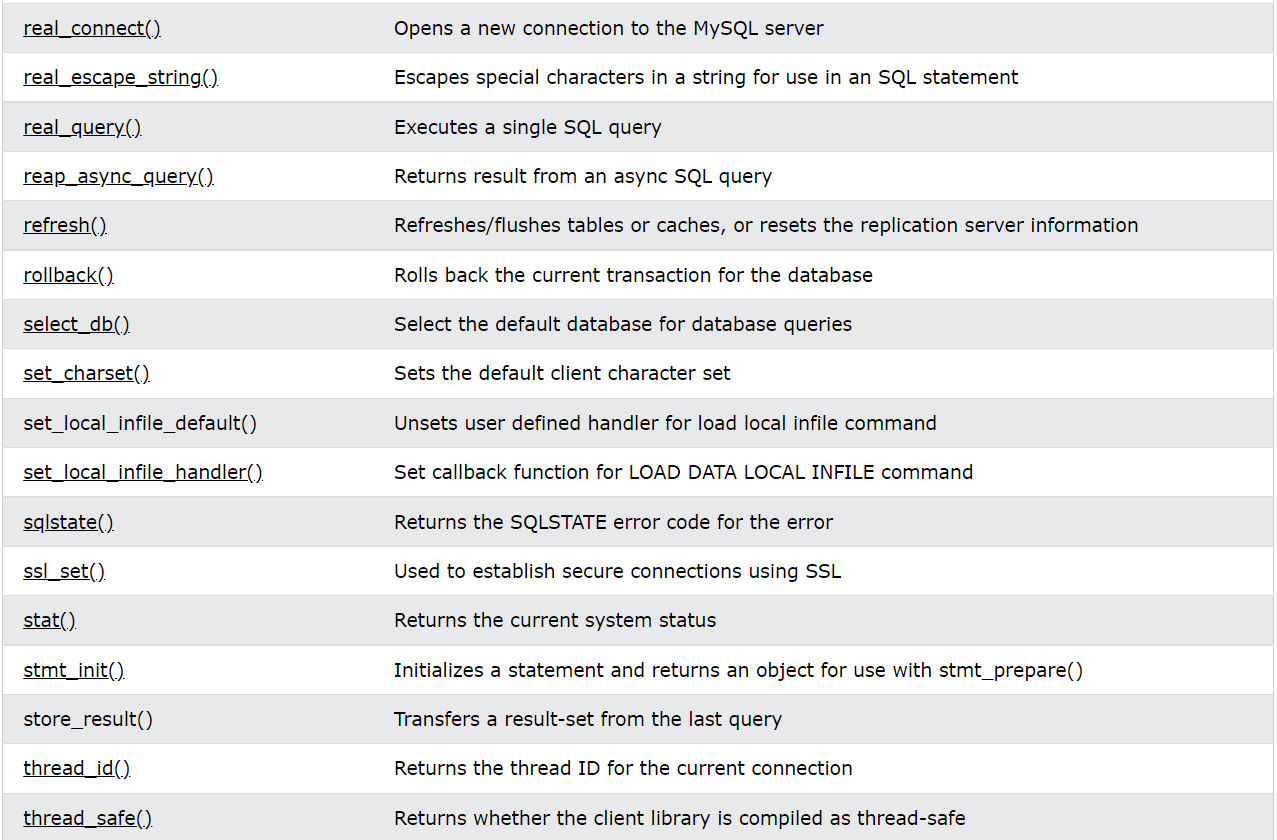 real_connect() Opens a new connection to the MySQL server
real_escape_string() Escapes special characters in a string for use in an SQL statement
real_query() Executes a single SQL query
reap_async_query() Returns result from an async SQL query
refresh() Refreshes/flushes tables or caches, or resets the replication server information
rollback() Rolls back the current transaction for the database
select_db() Select the default database for database queries
set_charset() Sets the default client character set
set_local_infile_default() Unsets user defined handler for load local infile command
set_local_infile_handler() Set callback function for LOAD DATA LOCAL INFILE command
sqlstate() Returns the SQLSTATE error code for the error
ssl_set() Used to establish secure connections using SSL
stat() Returns the current system status
stmt_init() Initializes a statement and returns an object for use with stmt_prepare()
store_result() Transfers a result-set from the last query
thread_id() Returns the thread ID for the current connection
thread_safe() Returns whether the client library is compiled as thread-safe